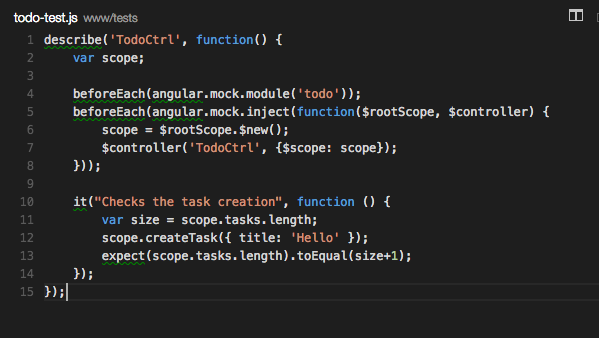 todo-test.js www/tests
1 describe('TodoCtrl', function() {
2     var scope;
3
4     beforeEach(angular.mock.module('todo'));
5     beforeEach(angular.mock.inject(function($rootScope, $controller) {
6         scope = $rootScope.$new();
7         $controller('TodoCtrl', {$scope: scope});
8     }));
9
10     it("Checks the task creation", function () {
11         var size = scope.tasks.length;
12         scope.createTask({ title: 'Hello' });
13         expect(scope.tasks.length).toEqual(size+1);
14     });
15 });